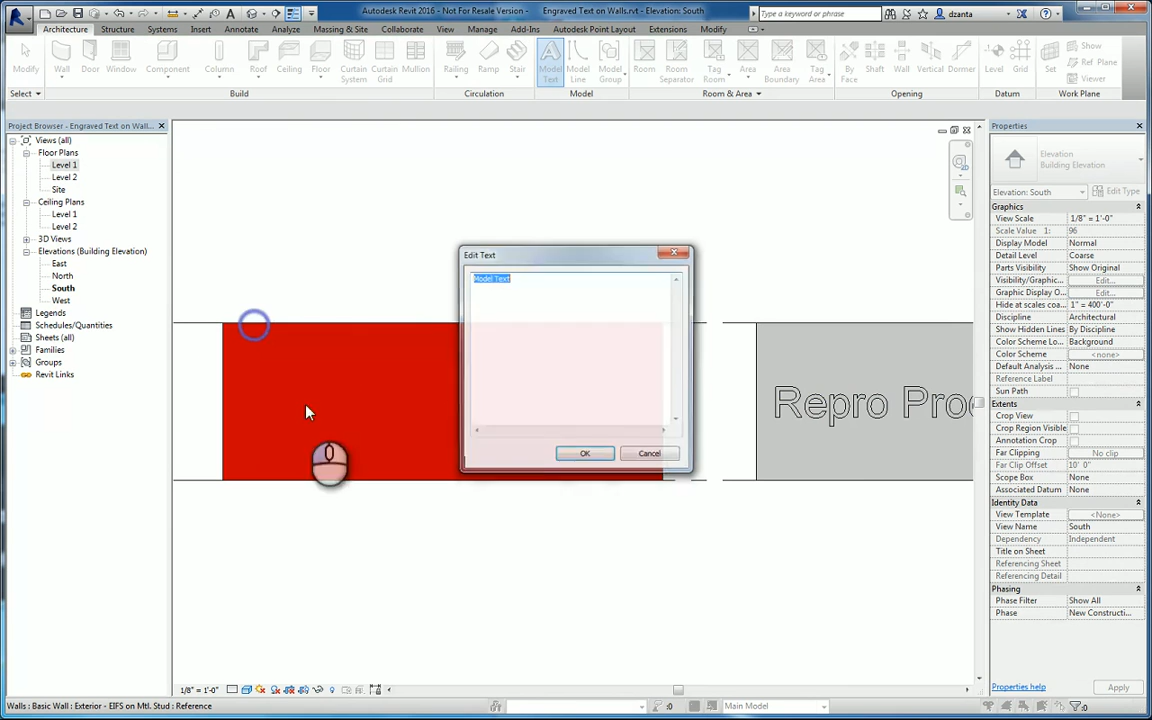 Autodesk Revit 2016 - Not For Resale Version - Engraved Text on Walls.rvt - Elevation: South
Type a keyword or phrase
dzanta
Architecture Structure Systems Insert Annotate Analyze Massing & Site Collaborate View Manage Add-Ins Autodesk Point Layout Extensions Modify
Modify Wall Door Window Component Column Roof Ceiling Floor Curtain System Curtain Grid Mullion Railing Ramp Stair Model Text Model Line Model Group Room Room Separator Tag Room Area Area Boundary Tag Area By Face Shaft Wall Vertical Dormer Level Grid Set Show Ref Plane Viewer
Select Build Circulation Model Room & Area Opening Datum Work Plane
Project Browser - Engraved Text on Wall...
Views (all)
Floor Plans
Level 1
Level 2
Site
Ceiling Plans
Level 1
Level 2
3D Views
Elevations (Building Elevation)
East
North
South
West
Legends
Schedules/Quantities
Sheets (all)
Families
Groups
Revit Links
Edit Text
Model Text
OK Cancel
Repro Prod
Properties
Elevation
Building Elevation
Elevation: South Edit Type
Graphics
View Scale 1/8" = 1'-0"
Scale Value 1: 96
Display Model Normal
Detail Level Coarse
Parts Visibility Show Original
Visibility/Graphic... Edit...
Graphic Display O... Edit...
Hide at scales coa... 1" = 400'-0"
Discipline Architectural
Show Hidden Lines By Discipline
Color Scheme Lo... Background
Color Scheme <none>
Default Analysis ... None
Reference Label
Sun Path
Extents
Crop View
Crop Region Visible
Annotation Crop
Far Clipping No clip
Far Clip Offset 10' 0"
Scope Box None
Associated Datum None
Identity Data
View Template <None>
View Name South
Dependency Independent
Title on Sheet
Referencing Sheet
Referencing Detail
Phasing
Phase Filter Show All
Phase New Constructi...
Properties help Apply
1/8" = 1'-0"
Walls : Basic Wall : Exterior - EIFS on Mtl. Stud : Reference
:0 Main Model :0